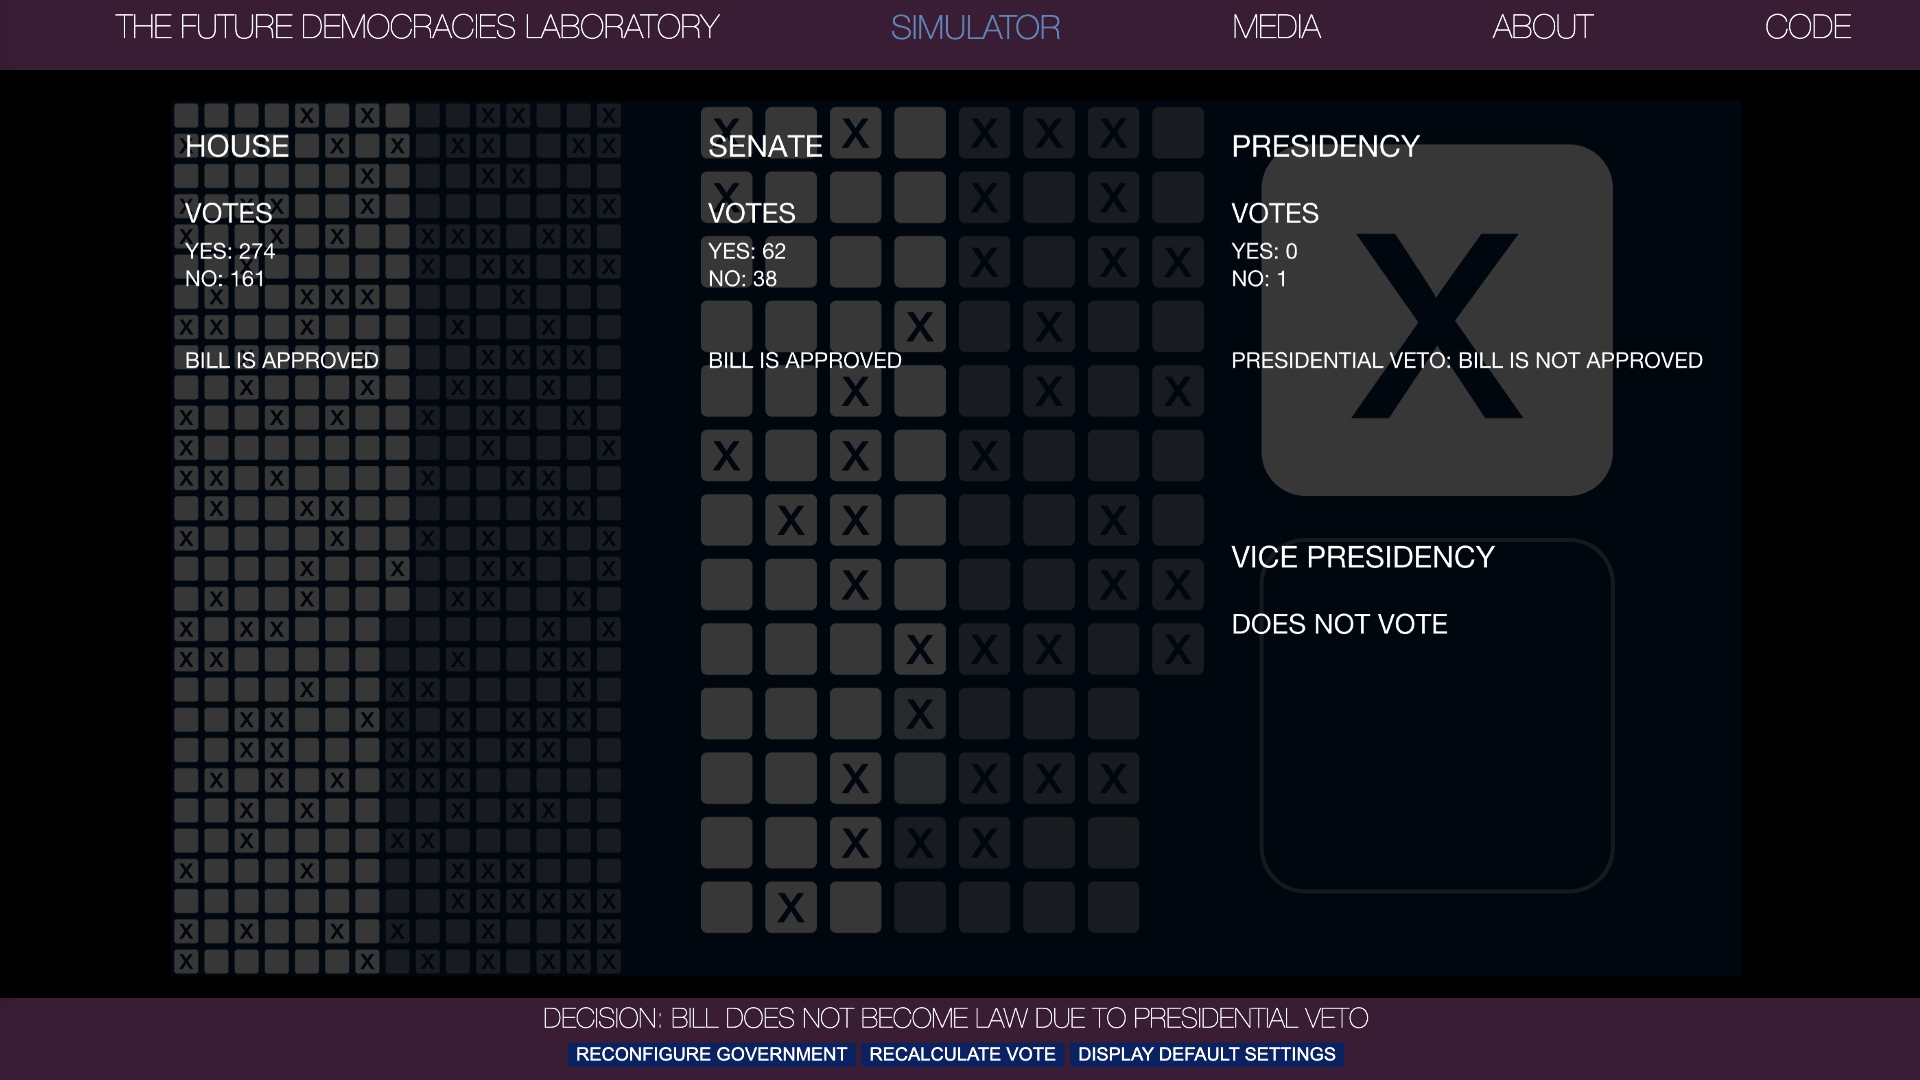 THE FUTURE DEMOCRACIES LABORATORY
SIMULATOR
MEDIA
ABOUT
CODE
HOUSE
VOTES
YES: 274
NO: 161
BILL IS APPROVED
SENATE
VOTES
YES: 62
NO: 38
BILL IS APPROVED
PRESIDENCY
VOTES
YES: 0
NO: 1
PRESIDENTIAL VETO: BILL IS NOT APPROVED
X
VICE PRESIDENCY
DOES NOT VOTE
DECISION: BILL DOES NOT BECOME LAW DUE TO PRESIDENTIAL VETO
RECONFIGURE GOVERNMENT
RECALCULATE VOTE
DISPLAY DEFAULT SETTINGS